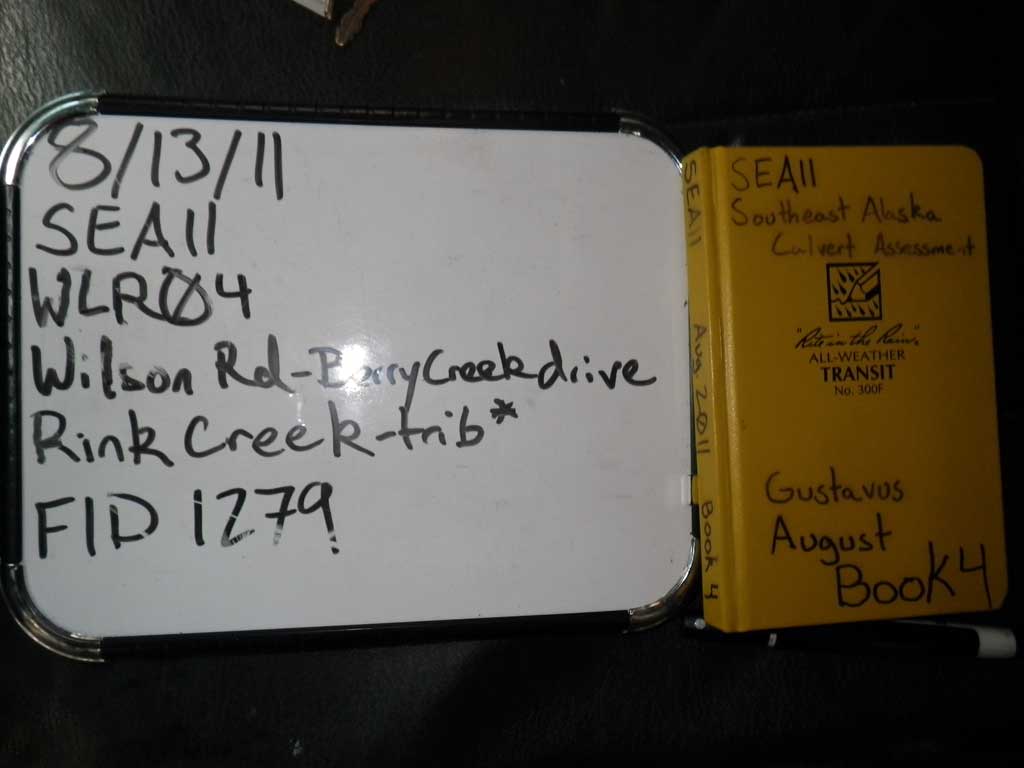 8/13/11
SEA11
WLR04
Wilson Rd-Berry Creek drive
Rink Creek-trib*
FID 1279
SEA11 Aug. 2011 Book 4
SEA11
Southeast Alaska
Culvert Assessment
"Rite in the Rain"
ALL-WEATHER
TRANSIT
No. 300F
Gustavus
August
Book 4